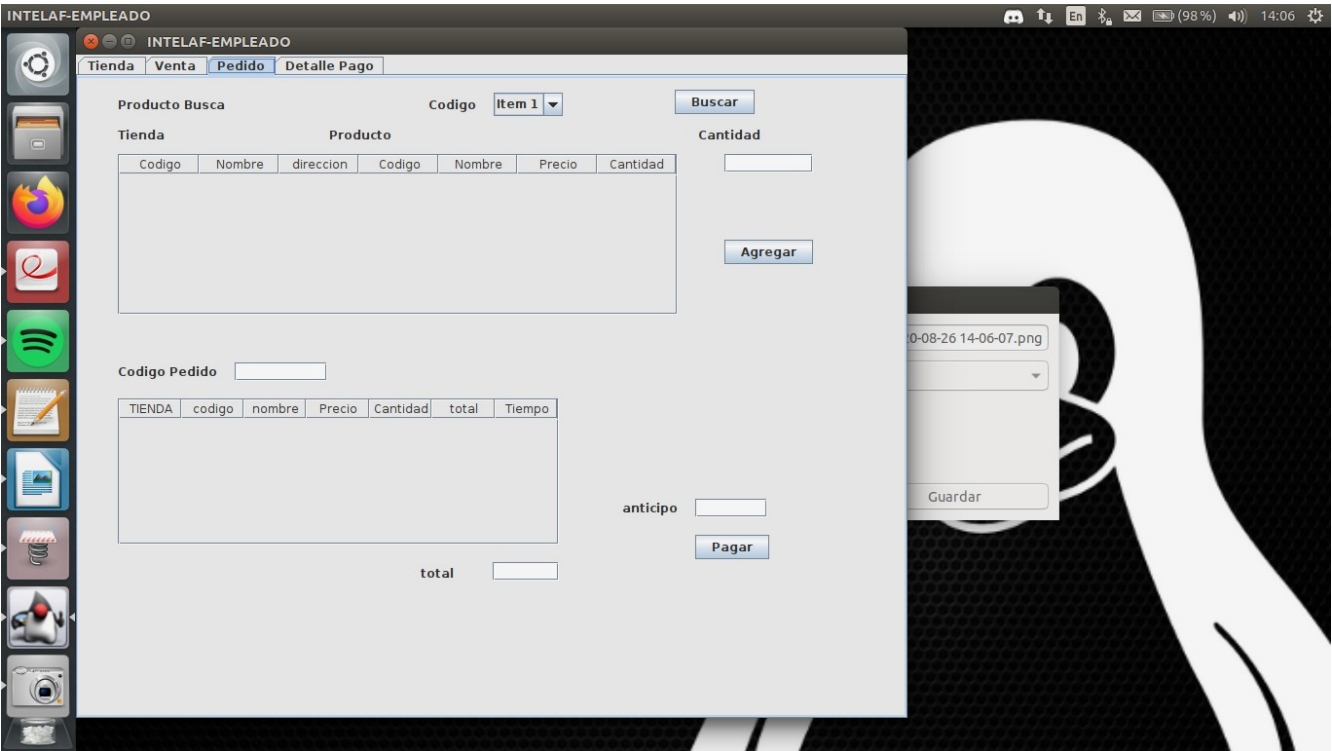 INTELAF-EMPLEADO
En (98%) 14:06
INTELAF-EMPLEADO
Tienda Venta Pedido Detalle Pago
Producto Busca Codigo Item 1 Buscar
Tienda Producto Cantidad
Codigo Nombre direccion Codigo Nombre Precio Cantidad
Agregar
0-08-26 14-06-07.png
Codigo Pedido
TIENDA codigo nombre Precio Cantidad total Tiempo
Guardar
anticipo
Pagar
total